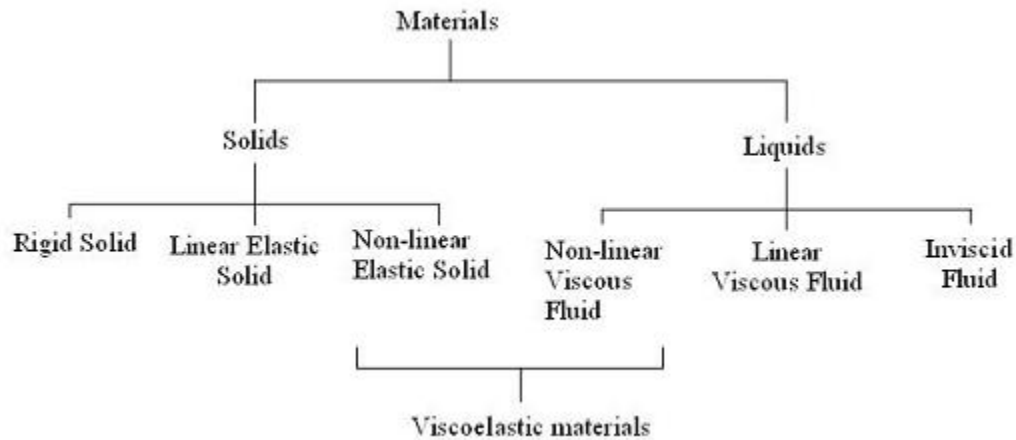 Materials
Solids
Liquids
Rigid Solid
Linear Elastic
Solid
Non-linear
Elastic Solid
Non-linear
Viscous
Fluid
Linear
Viscous Fluid
Inviscid
Fluid
Viscoelastic materials